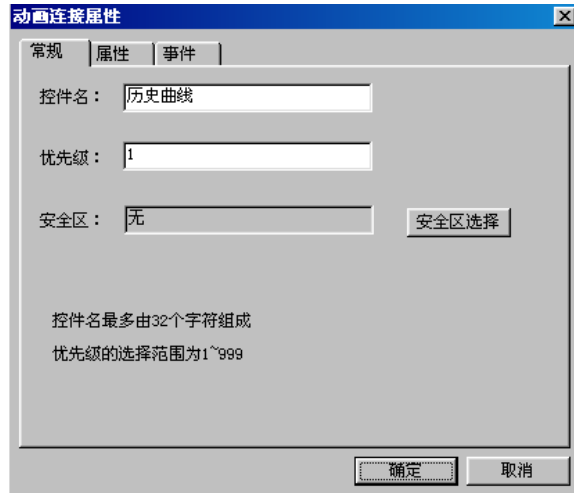 动画连接属性
常规 属性 事件
控件名： 历史曲线
优先级： 1
安全区： 无 安全区选择
控件名最多由32个字符组成
优先级的选择范围为1~999
确定 取消